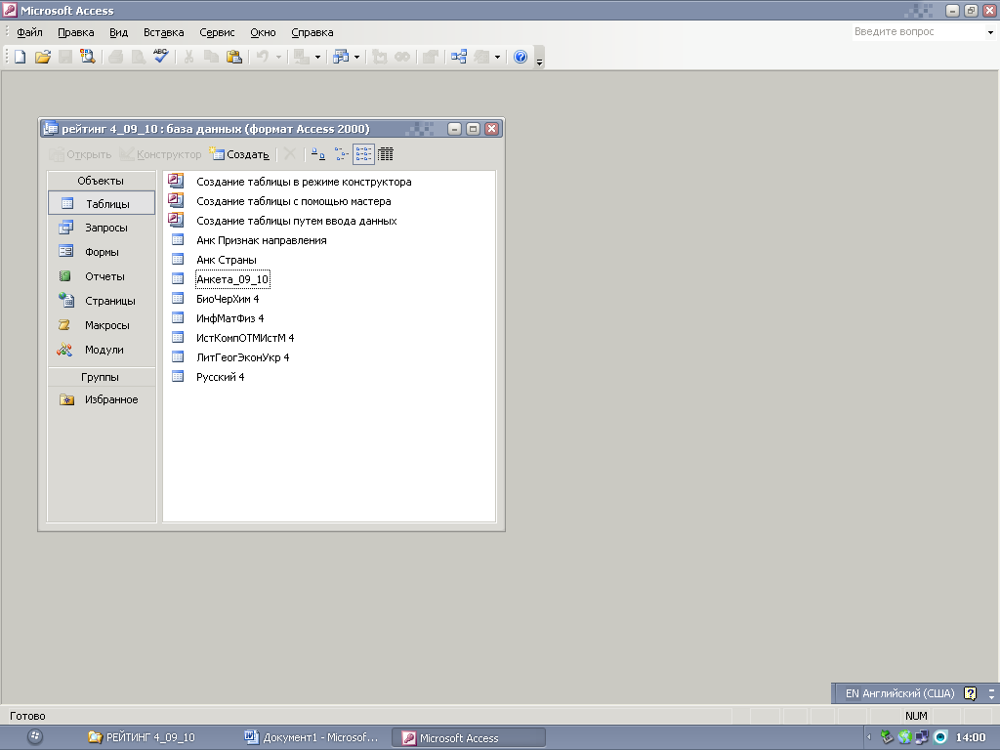 Microsoft Access
Файл Правка Вид Вставка Сервис Окно Справка Введите вопрос
рейтинг 4_09_10 : база данных (формат Access 2000)
Открыть Конструктор Создать
Объекты
Таблицы
Запросы
Формы
Отчеты
Страницы
Макросы
Модули
Группы
Избранное
Создание таблицы в режиме конструктора
Создание таблицы с помощью мастера
Создание таблицы путем ввода данных
Анк Признак направления
Анк Страны
Анкета_09_10
БиоЧерХим 4
ИнфМатФиз 4
ИстКомпОТМИстМ 4
ЛитГеогЭконУкр 4
Русский 4
EN Английский (США)
Готово NUM
РЕЙТИНГ 4_09_10 Документ1 - Microsof... Microsoft Access 14:00